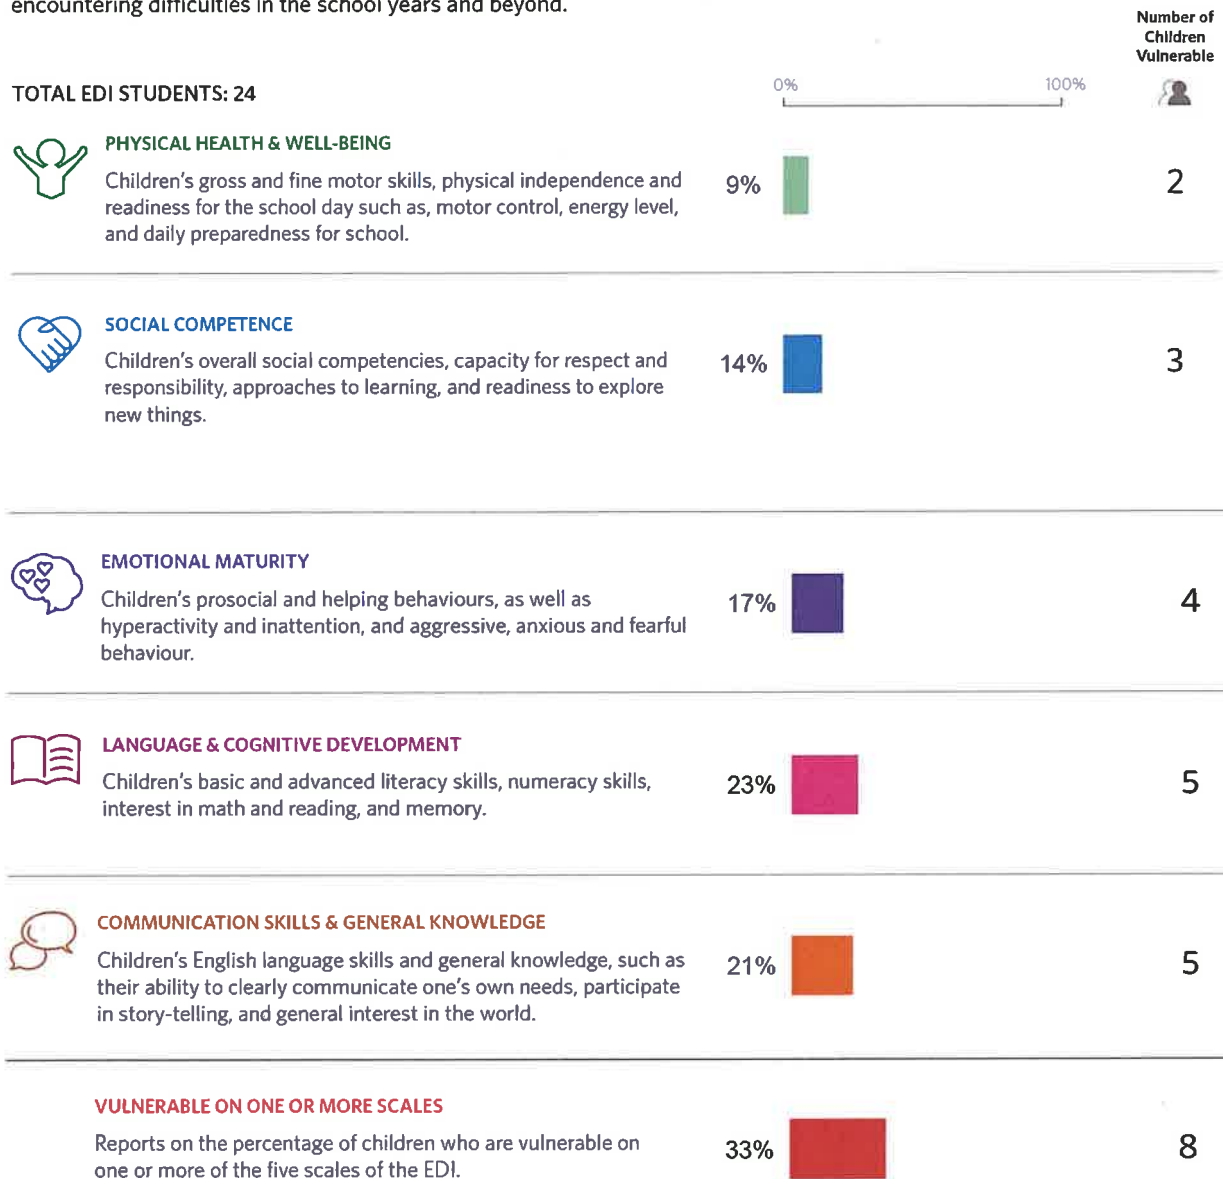 encountering difficulties in the school years and beyond.
Number of
Children
Vulnerable
TOTAL EDI STUDENTS: 24
0%
100%
PHYSICAL HEALTH & WELL-BEING
Children's gross and fine motor skills, physical independence and
readiness for the school day such as, motor control, energy level,
and daily preparedness for school.
9%
2
SOCIAL COMPETENCE
Children's overall social competencies, capacity for respect and
responsibility, approaches to learning, and readiness to explore
new things.
14%
3
EMOTIONAL MATURITY
Children's prosocial and helping behaviours, as well as
hyperactivity and inattention, and aggressive, anxious and fearful
behaviour.
17%
4
LANGUAGE & COGNITIVE DEVELOPMENT
Children's basic and advanced literacy skills, numeracy skills,
interest in math and reading, and memory.
23%
5
COMMUNICATION SKILLS & GENERAL KNOWLEDGE
Children's English language skills and general knowledge, such as
their ability to clearly communicate one's own needs, participate
in story-telling, and general interest in the world.
21%
5
VULNERABLE ON ONE OR MORE SCALES
Reports on the percentage of children who are vulnerable on
one or more of the five scales of the EDI.
33%
8